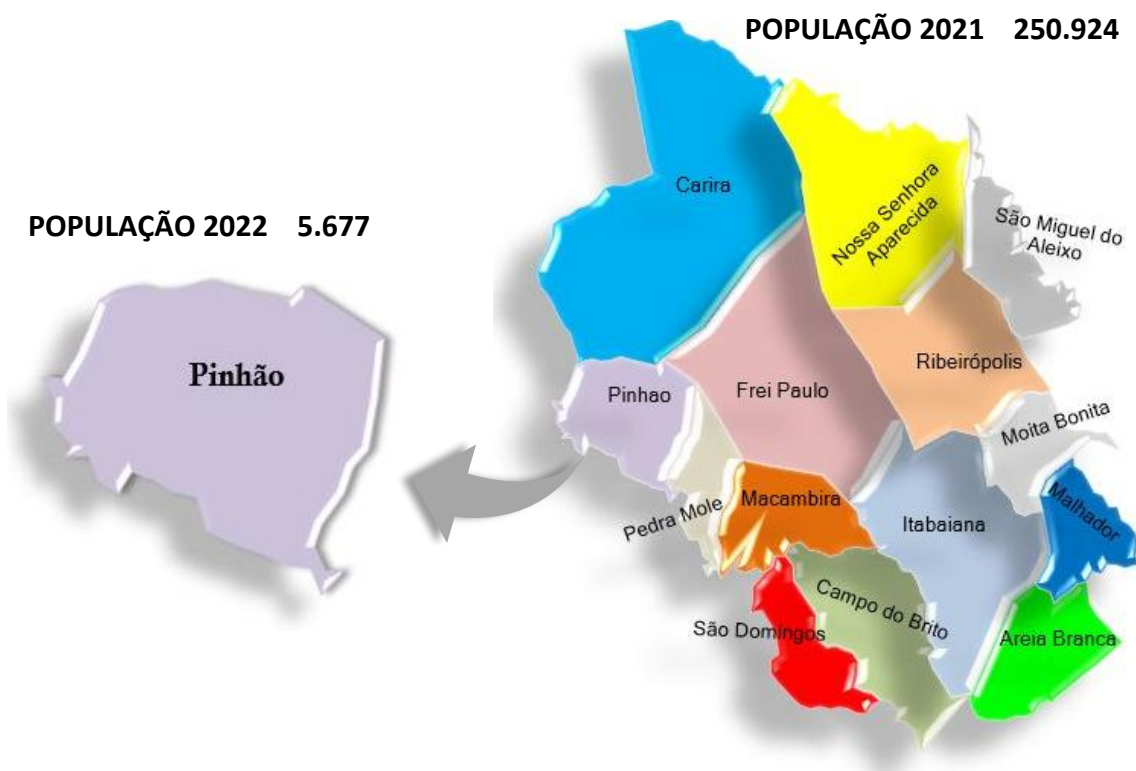 POPULAÇÃO 2021 250.924
Carira
Nossa Senhora
Aparecida
São Miguel do
Aleixo
POPULAÇÃO 2022 5.677
Pinhão
Pinhao
Frei Paulo
Ribeirópolis
Moita Bonita
Pedra Mole
Macambira
Itabaiana
Malhador
São Domingos
Campo do Brito
Areia Branca